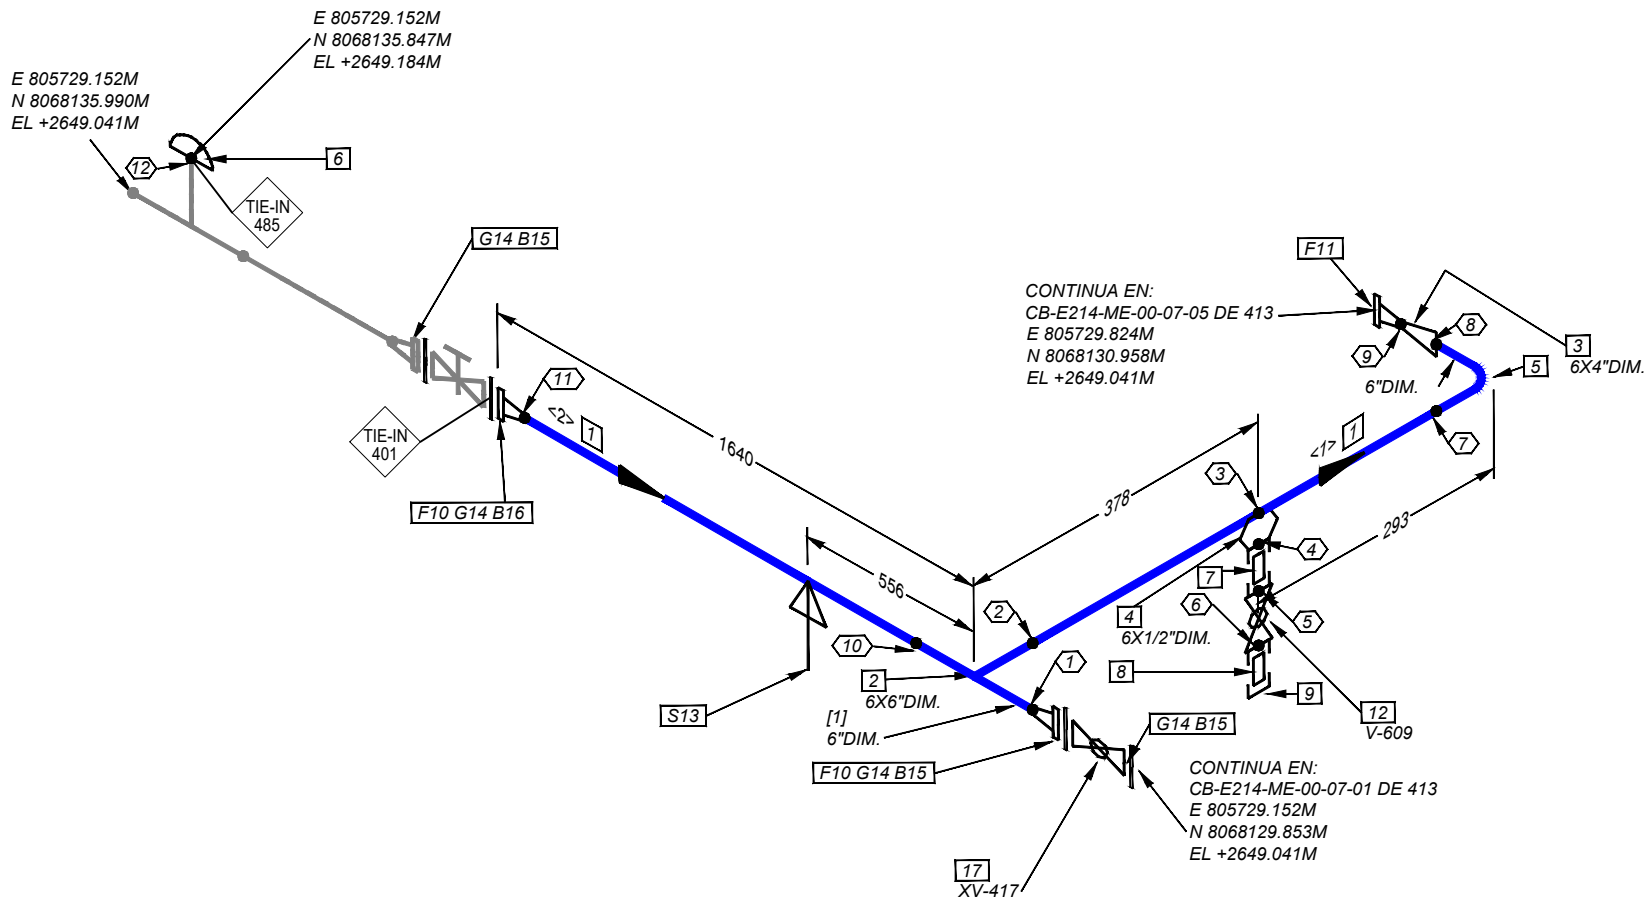 E 805729.152M
N 8068135.847M
EL +2649.184M
E 805729.152M
N 8068135.990M
EL +2649.041M
12
6
TIE-IN
485
G14 B15
F11
CONTINUA EN:
CB-E214-ME-00-07-05 DE 413
E 805729.824M
N 8068130.958M
EL +2649.041M
8
9
3
6X4"DIM.
6"DIM.
5
7
11
<2>
1
TIE-IN
401
1640
F10 G14 B16
378
3
<1>
1
293
4
7
556
2
4
6X1/2"DIM.
6
5
10
1
2
6X6"DIM.
8
9
S13
[1]
6"DIM.
12
V-609
G14 B15
F10 G14 B15
CONTINUA EN:
CB-E214-ME-00-07-01 DE 413
E 805729.152M
N 8068129.853M
EL +2649.041M
17
XV-417